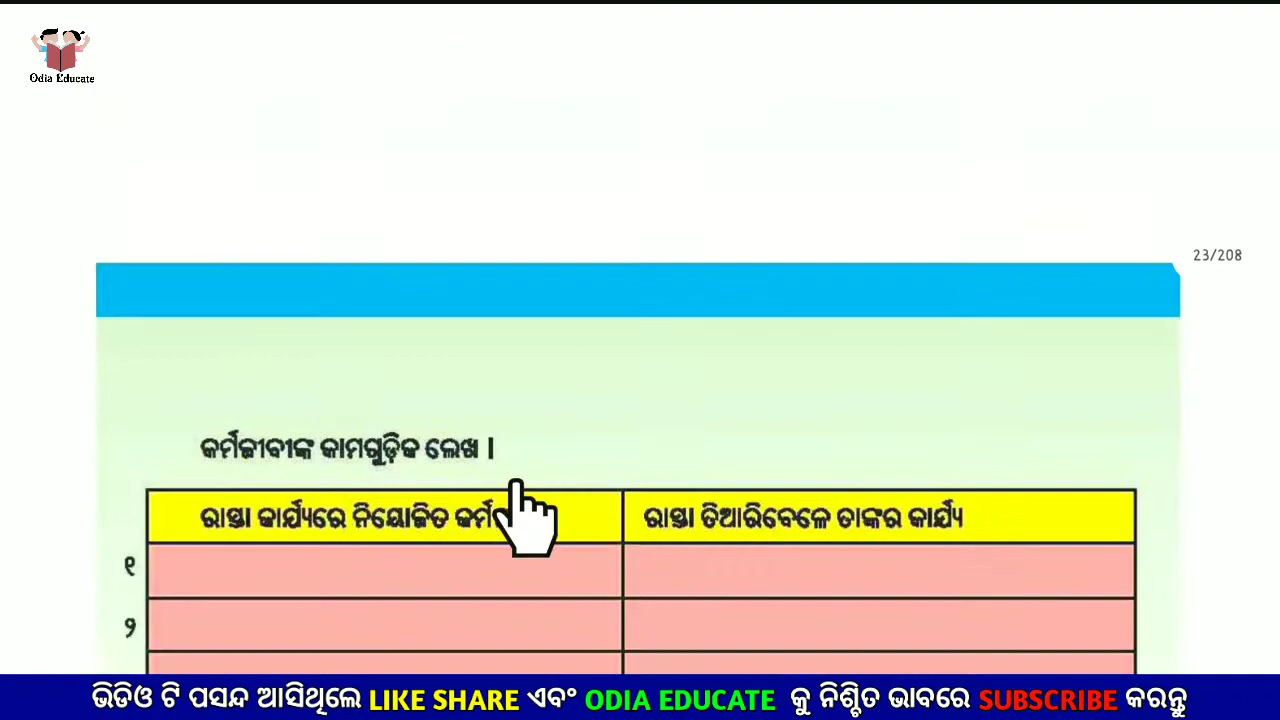 Odia Educate
23/208
କର୍ମଜୀବୀଙ୍କ କାମଗୁଡ଼ିକ ଲେଖ ।
ରାସ୍ତା କାର୍ଯ୍ୟରେ ନିୟୋଜିତ ରାସ୍ତା ତିଆରିବେଳେ ତାଙ୍କର କାର୍ଯ୍ୟ
୧
୨
ଭିଡିଓ ଟି ପସନ୍ଦ ଆସିଥିଲେ LIKE SHARE ଏବଂ ODIA EDUCATE କୁ ନିଶ୍ଚିତ ଭାବରେ SUBSCRIBE କରନ୍ତୁ